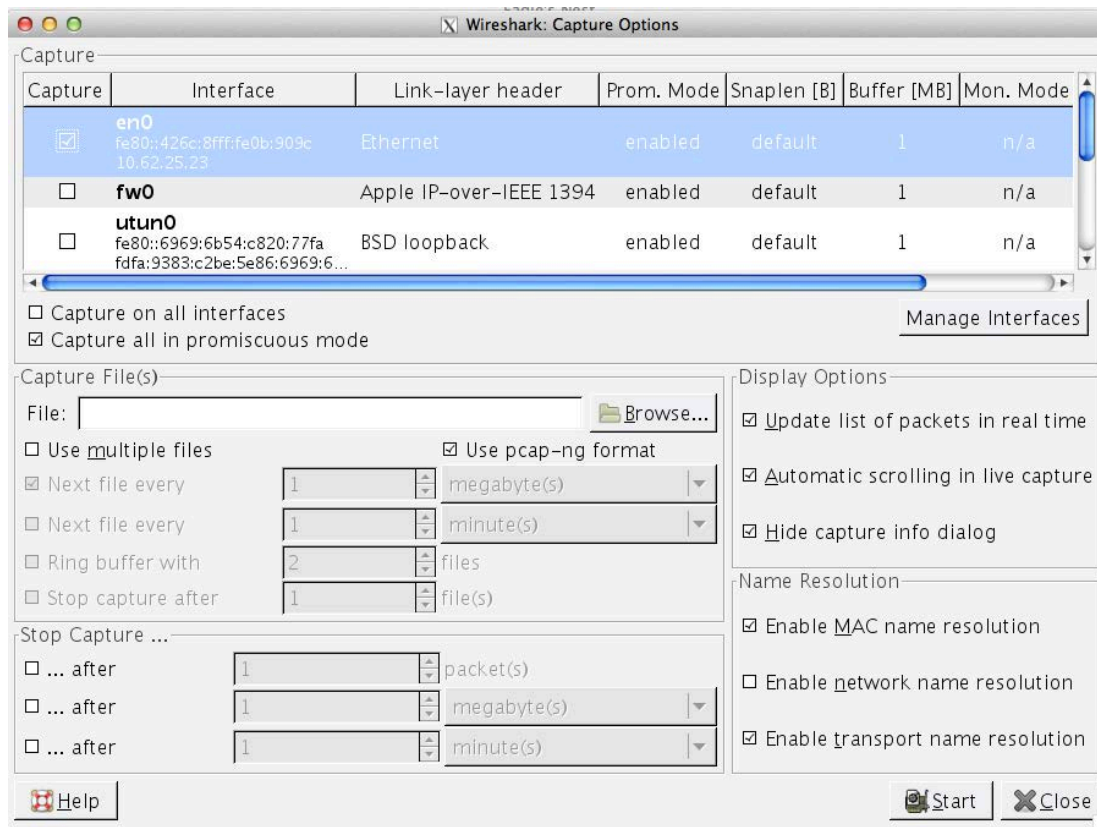 Wireshark: Capture Options
Capture
Capture Interface Link-layer header Prom. Mode Snaplen [B] Buffer [MB] Mon. Mode
en0
fe80::426c:8fff:fe0b:909c
10.62.25.23
Ethernet enabled default 1 n/a
fw0 Apple IP-over-IEEE 1394 enabled default 1 n/a
utun0
fe80::6969:6b54:c820:77fa
fdfa:9383:c2be:5e86:6969:6...
BSD loopback enabled default 1 n/a
Capture on all interfaces
Capture all in promiscuous mode
Manage Interfaces
Capture File(s)
File: Browse...
Use multiple files Use pcap-ng format
Next file every 1 megabyte(s)
Next file every 1 minute(s)
Ring buffer with 2 files
Stop capture after 1 file(s)
Stop Capture ...
... after 1 packet(s)
... after 1 megabyte(s)
... after 1 minute(s)
Display Options
Update list of packets in real time
Automatic scrolling in live capture
Hide capture info dialog
Name Resolution
Enable MAC name resolution
Enable network name resolution
Enable transport name resolution
Help Start Close